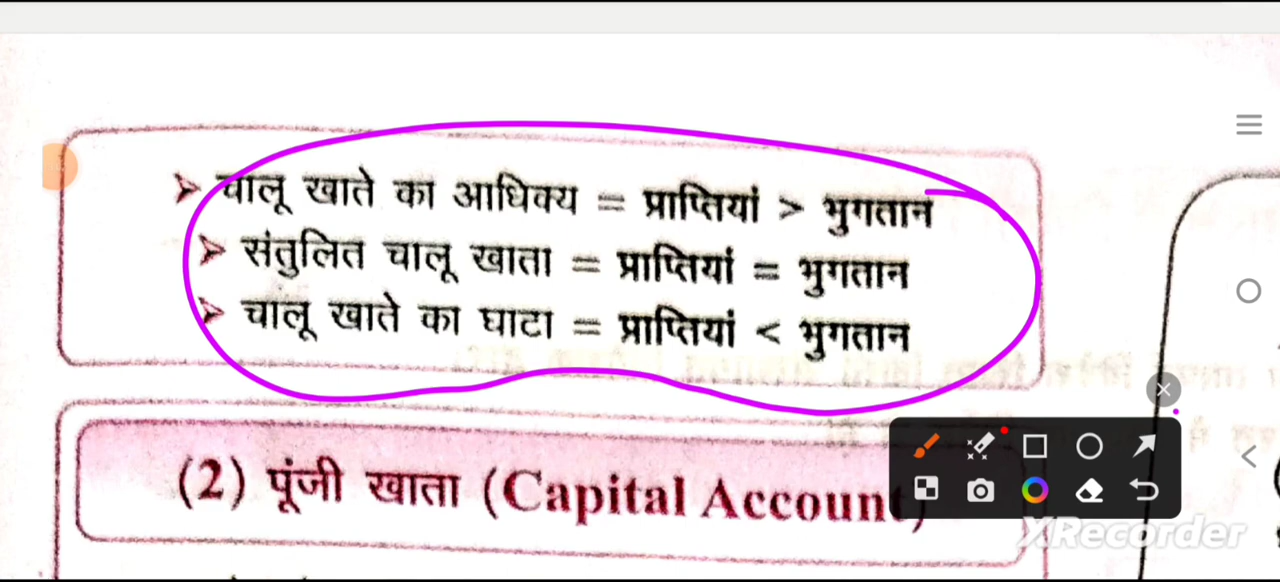 ➤ चालू खाते का आधिक्य = प्राप्तियां > भुगतान
➤ संतुलित चालू खाता = प्राप्तियां = भुगतान
➤ चालू खाते का घाटा = प्राप्तियां < भुगतान
(2) पूंजी खाता (Capital Account)
XRecorder